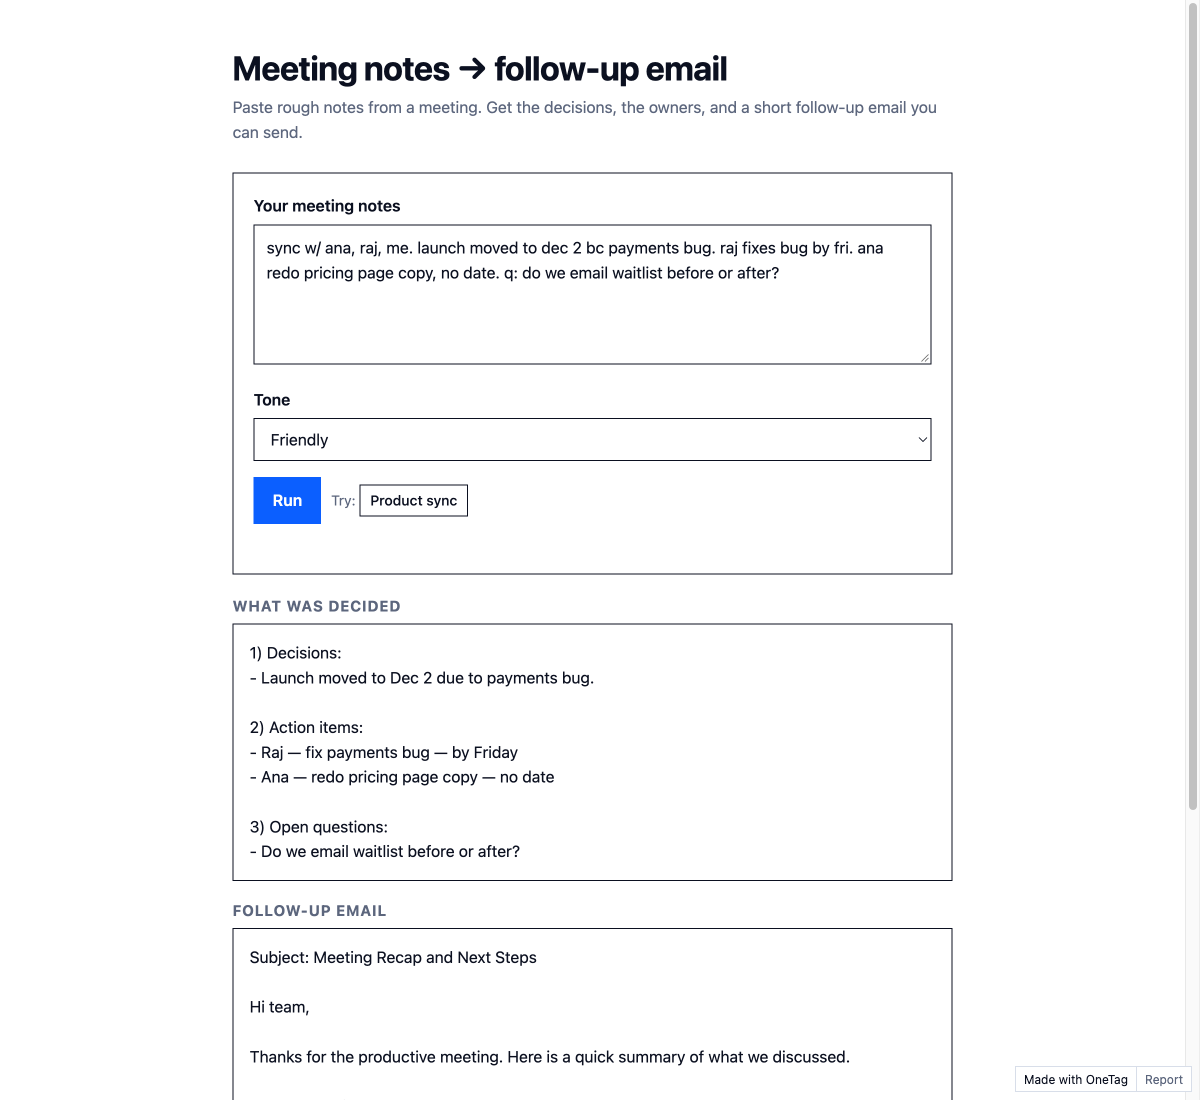 Meeting notes → follow-up email
Paste rough notes from a meeting. Get the decisions, the owners, and a short follow-up email you
can send.
Your meeting notes
sync w/ ana, raj, me. launch moved to dec 2 bc payments bug. raj fixes bug by fri. ana
redo pricing page copy, no date. q: do we email waitlist before or after?
Tone
Friendly
Run
Try:
Product sync
WHAT WAS DECIDED
1) Decisions:
- Launch moved to Dec 2 due to payments bug.
2) Action items:
- Raj — fix payments bug — by Friday
- Ana — redo pricing page copy — no date
3) Open questions:
- Do we email waitlist before or after?
FOLLOW-UP EMAIL
Subject: Meeting Recap and Next Steps
Hi team,
Thanks for the productive meeting. Here is a quick summary of what we discussed.
Made with OneTag
Report